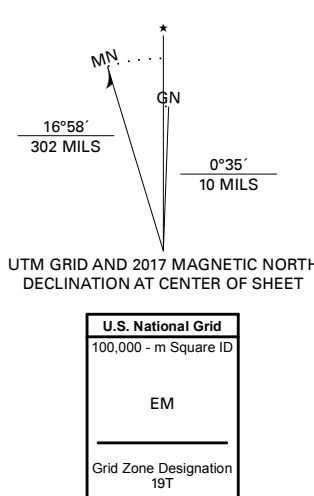 ★
MN
GN
16°58´
302 MILS
0°35´
10 MILS
UTM GRID AND 2017 MAGNETIC NORTH
DECLINATION AT CENTER OF SHEET
U.S. National Grid
100,000 - m Square ID
EM
Grid Zone Designation
19T